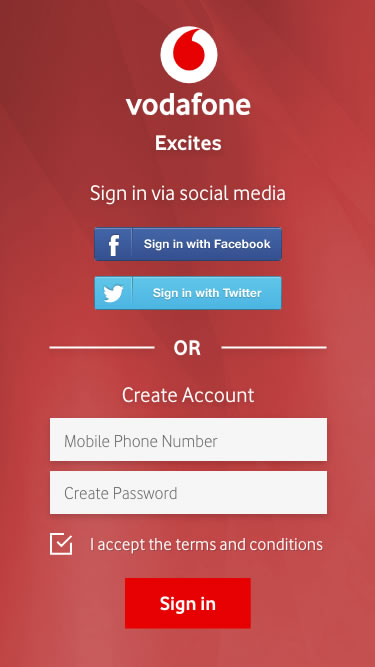 vodafone
Excites
Sign in via social media
f
Sign in with Facebook
Sign in with Twitter
OR
Create Account
Mobile Phone Number
Create Password
I accept the terms and conditions
Sign in